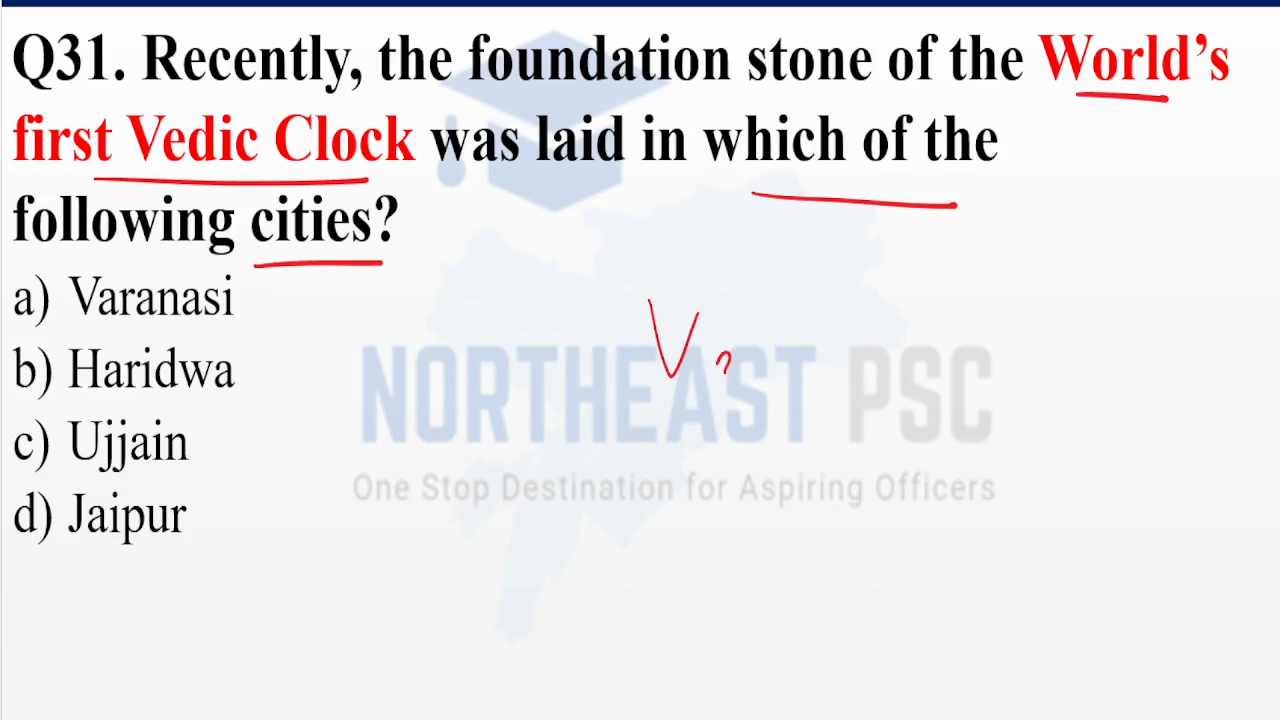 Q31. Recently, the foundation stone of the World's
first Vedic Clock was laid in which of the
following cities?
a) Varanasi
b) Haridwa
c) Ujjain
d) Jaipur
NORTHEAST PSC
One Stop Destination for Aspiring Officers